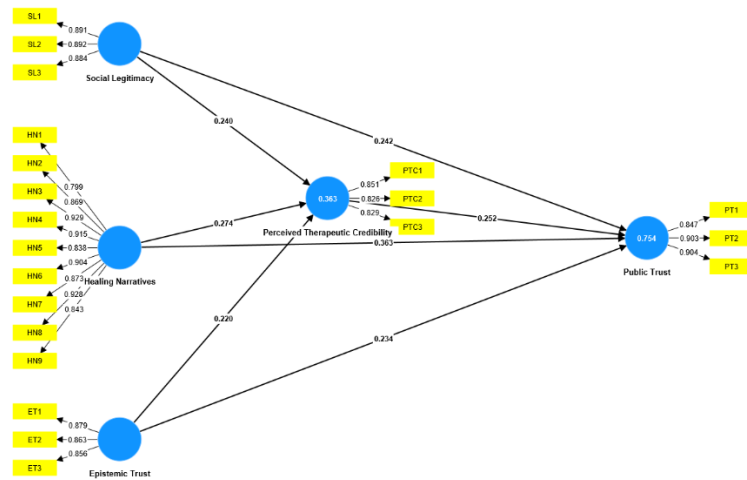 SL1
0.891
SL2
0.892
SL3
0.884
Social Legitimacy
0.240
0.242
HN1
HN2
HN3
HN4
HN5
HN6
HN7
HN8
HN9
0.799
0.869
0.929
0.915
0.838
0.904
0.873
0.928
0.843
Healing Narratives
0.274
0.363
0.363
Perceived Therapeutic Credibility
0.851
PTC1
0.826
PTC2
0.829
PTC3
0.252
0.220
0.234
0.754
Public Trust
0.847
PT1
0.903
PT2
0.904
PT3
ET1
0.879
ET2
0.863
ET3
0.856
Epistemic Trust